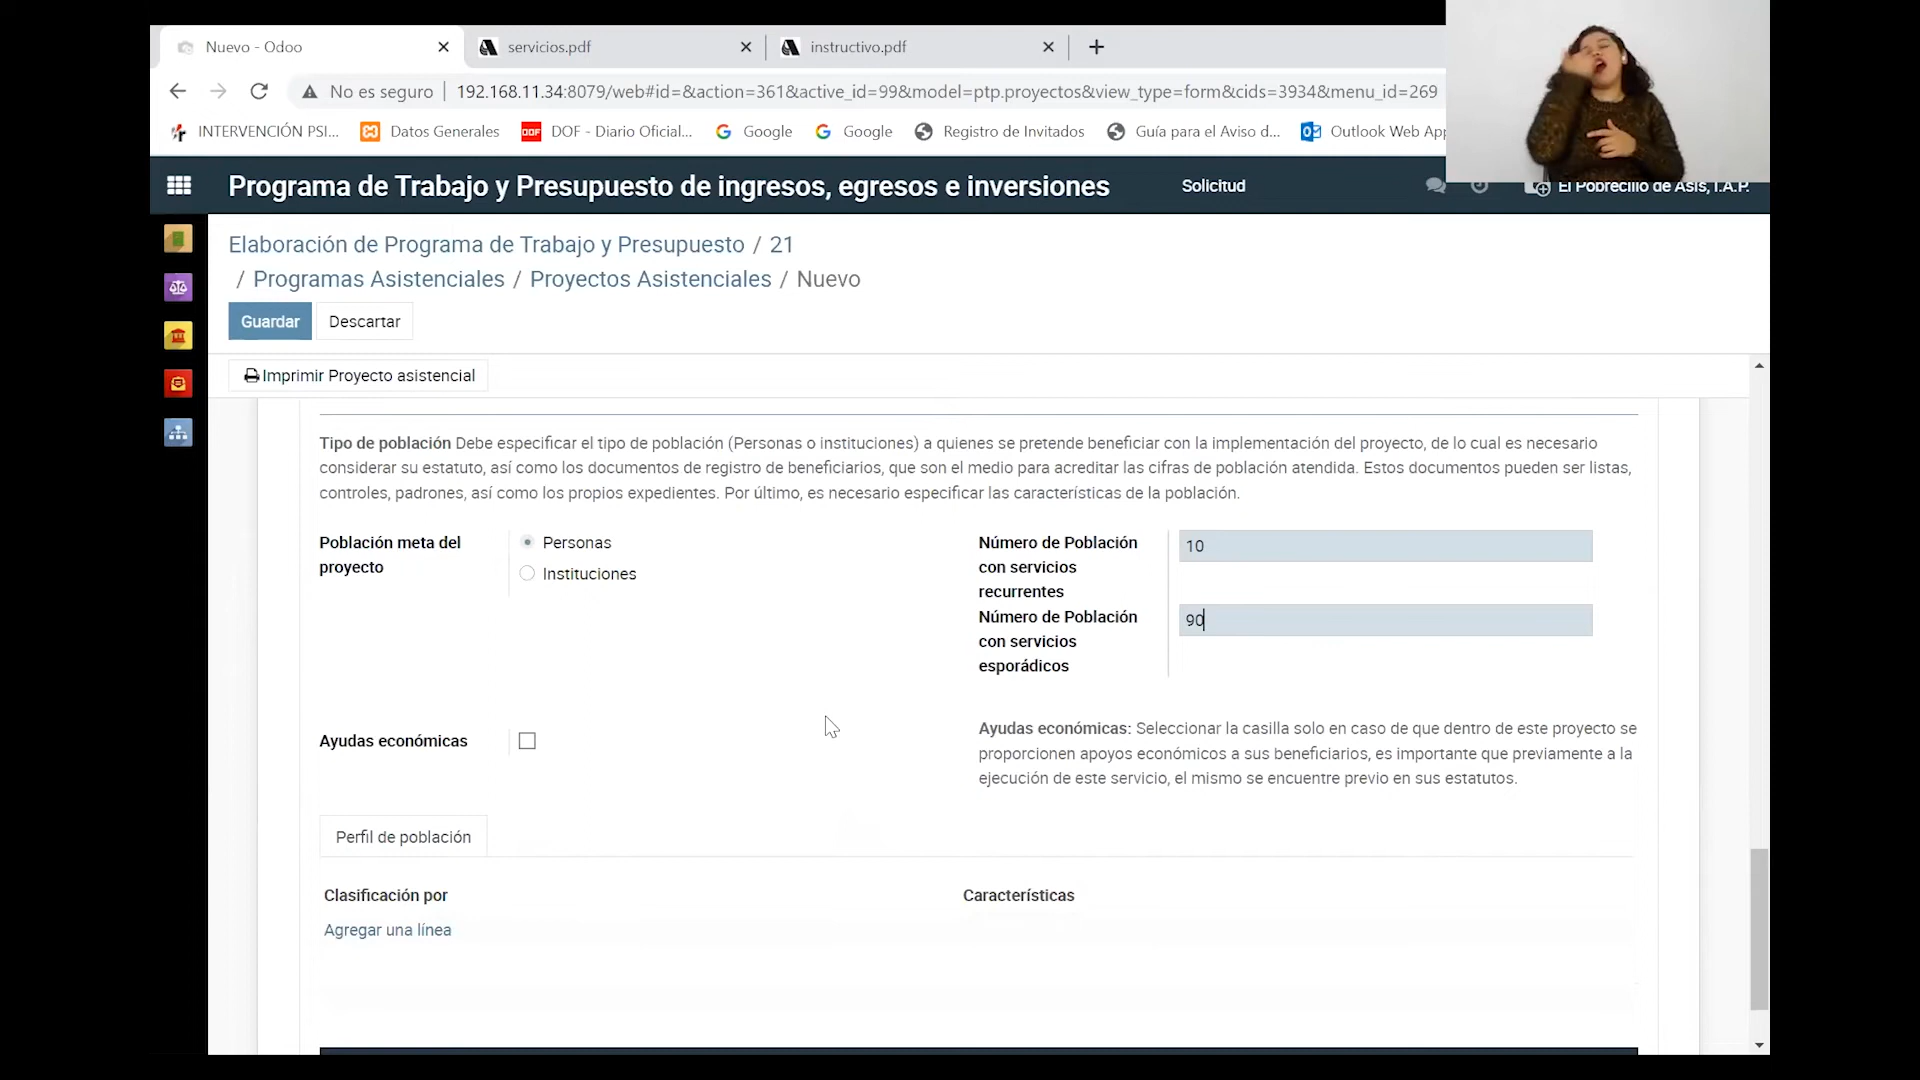 Nuevo - Odoo
servicios.pdf
instructivo.pdf
No es seguro
192.168.11.34:8079/web#id=&action=361&active_id=99&model=ptp.proyectos&view_type=form&cids=3934&menu_id=269
INTERVENCIÓN PSI...
Datos Generales
DOF
DOF - Diario Oficial...
Google
Google
Registro de Invitados
Guía para el Aviso d...
Outlook Web App
Programa de Trabajo y Presupuesto de ingresos, egresos e inversiones
Solicitud
El Pobrecillo de Asís, I.A.P.
Elaboración de Programa de Trabajo y Presupuesto / 21
/ Programas Asistenciales / Proyectos Asistenciales / Nuevo
Guardar
Descartar
Imprimir Proyecto asistencial
Tipo de población Debe especificar el tipo de población (Personas o instituciones) a quienes se pretende beneficiar con la implementación del proyecto, de lo cual es necesario
considerar su estatuto, así como los documentos de registro de beneficiarios, que son el medio para acreditar las cifras de población atendida. Estos documentos pueden ser listas,
controles, padrones, así como los propios expedientes. Por último, es necesario especificar las características de la población.
Población meta del
proyecto
Personas
Instituciones
Número de Población
con servicios
recurrentes
10
Número de Población
con servicios
esporádicos
90
Ayudas económicas
Ayudas económicas: Seleccionar la casilla solo en caso de que dentro de este proyecto se
proporcionen apoyos económicos a sus beneficiarios, es importante que previamente a la
ejecución de este servicio, el mismo se encuentre previo en sus estatutos.
Perfil de población
Clasificación por
Características
Agregar una línea